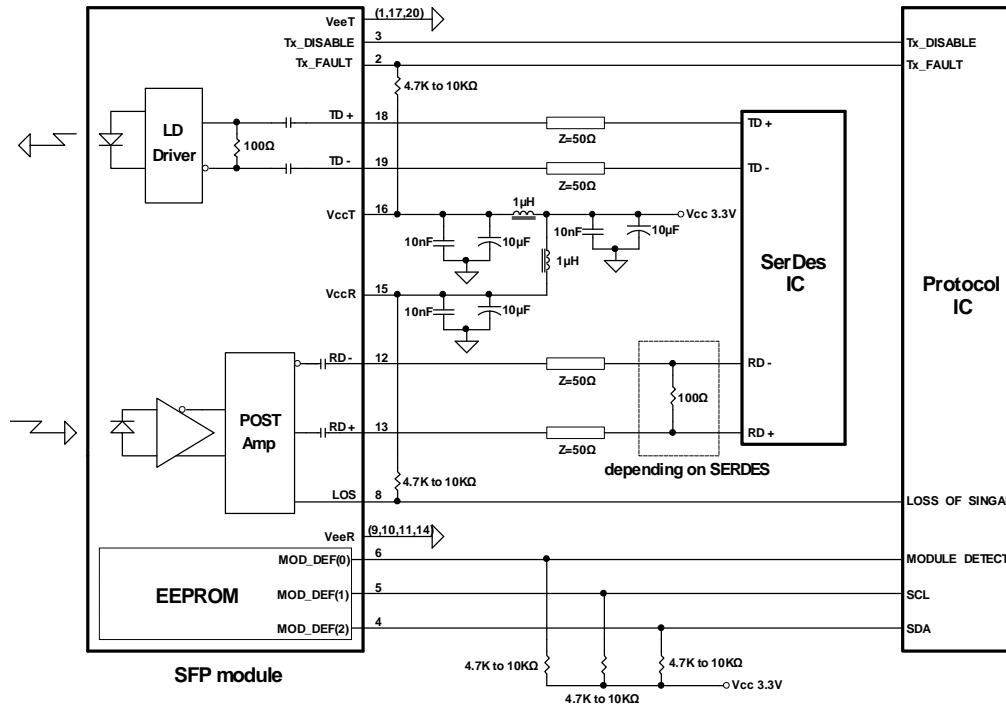 VeeT (1,17,20)
Tx_DISABLE 3 Tx_DISABLE
Tx_FAULT 2 Tx_FAULT
4.7K to 10KΩ
LD
Driver
100Ω
TD + 18 TD +
Z=50Ω
TD - 19 TD -
Z=50Ω
VccT 16 1µH Vcc 3.3V
10nF 10µF 10nF 10µF
1µH
SerDes
IC
Protocol
IC
VccR 15
10nF 10µF
RD - 12 RD -
Z=50Ω
100Ω
POST
Amp
RD + 13 RD +
Z=50Ω
depending on SERDES
4.7K to 10KΩ
LOS 8 LOSS OF SINGAL
VeeR (9,10,11,14)
MOD_DEF(0) 6 MODULE DETECT
EEPROM
MOD_DEF(1) 5 SCL
MOD_DEF(2) 4 SDA
SFP module
4.7K to 10KΩ 4.7K to 10KΩ
4.7K to 10KΩ
Vcc 3.3V